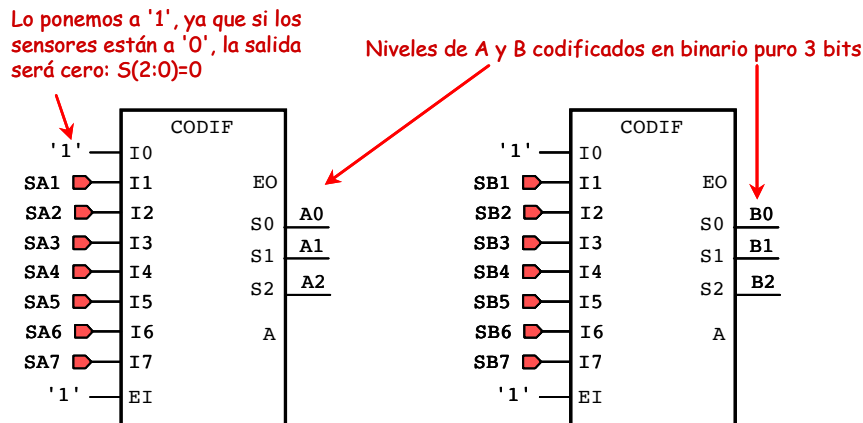 Lo ponemos a '1', ya que si los
sensores están a '0', la salida
será cero: S(2:0)=0
Niveles de A y B codificados en binario puro 3 bits
CODIF
'1' I0
SA1 I1 EO
SA2 I2 S0 A0
SA3 I3 S1 A1
SA4 I4 S2 A2
SA5 I5
SA6 I6 A
SA7 I7
'1' EI
CODIF
'1' I0
SB1 I1 EO
SB2 I2 S0 B0
SB3 I3 S1 B1
SB4 I4 S2 B2
SB5 I5
SB6 I6 A
SB7 I7
'1' EI